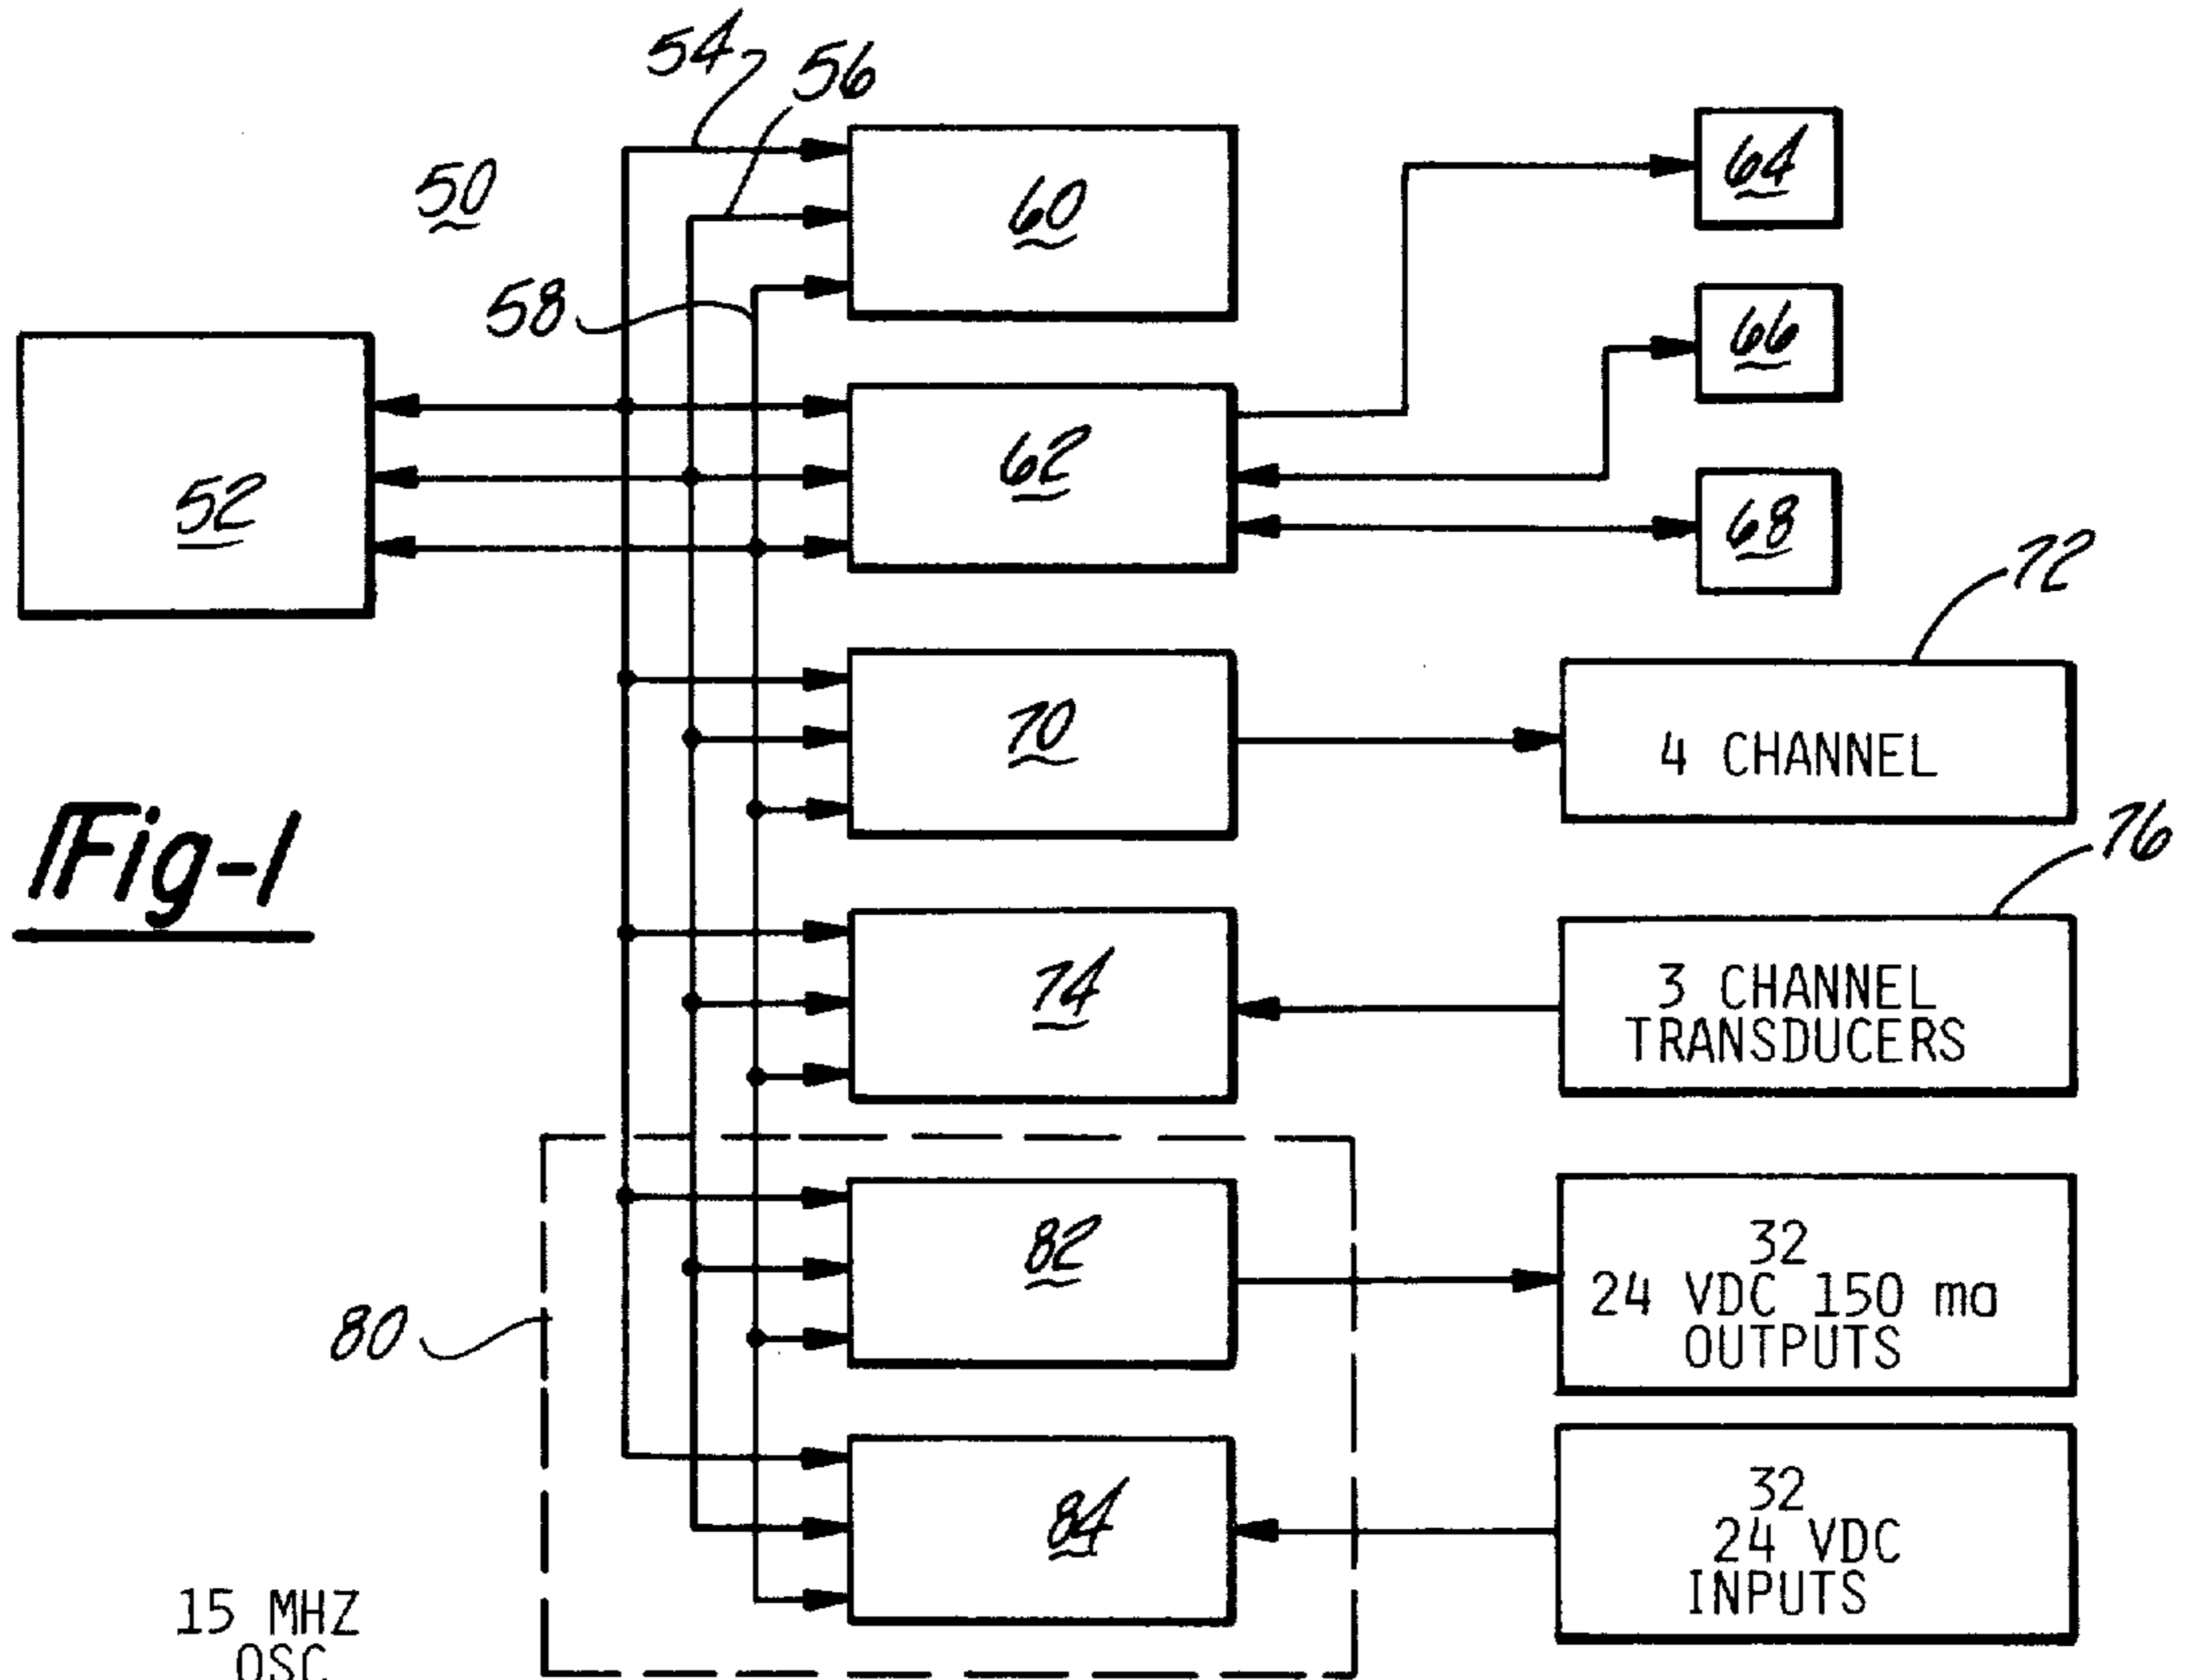 54
56
50
60
64
58
66
52
62
68
72
70
4 CHANNEL
Fig-1
76
74
3 CHANNEL
TRANSDUCERS
82
32
24 VDC 150 ma
OUTPUTS
80
84
32
24 VDC
INPUTS
15 MHZ
OSC